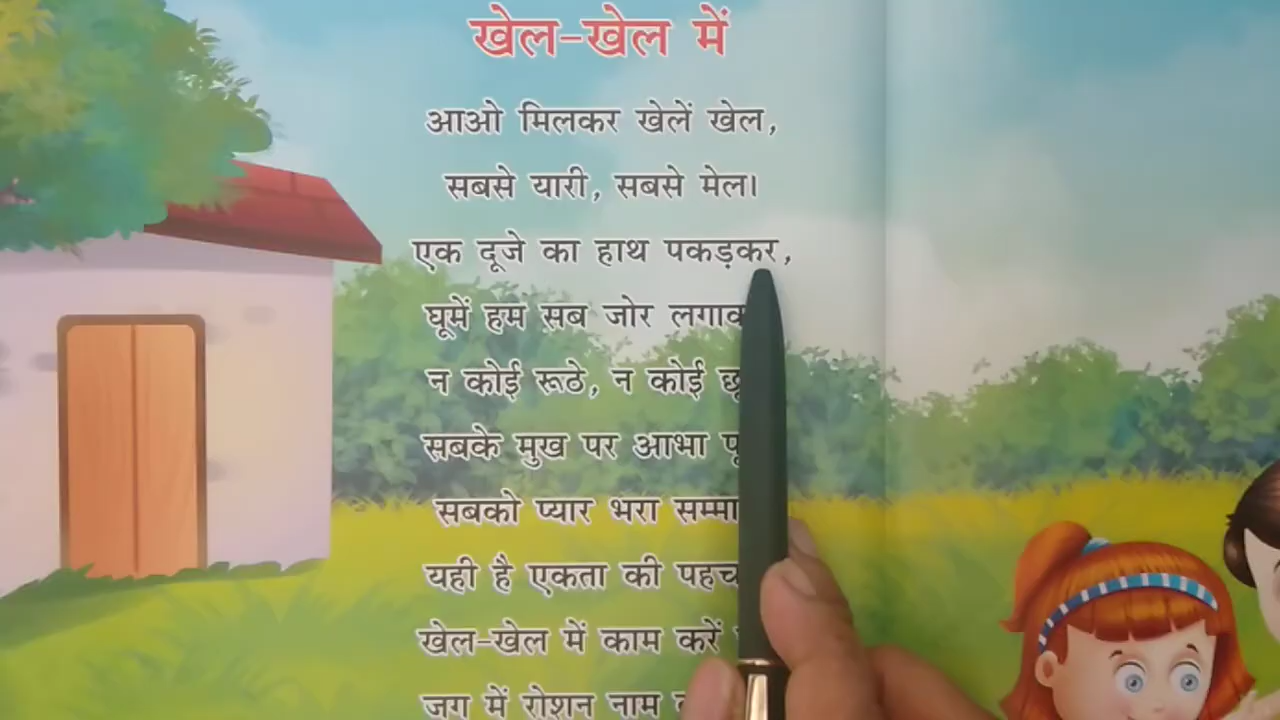 खेल-खेल में
आओ मिलकर खेलें खेल,
सबसे यारी, सबसे मेल।
एक दूजे का हाथ पकड़कर,
घूमें हम सब जोर
न कोई रूठे, न कोई
सबके मुख पर आभा
सबको प्यार भरा
यही है एकता की
खेल-खेल में काम करें
जग में रोशन नाम